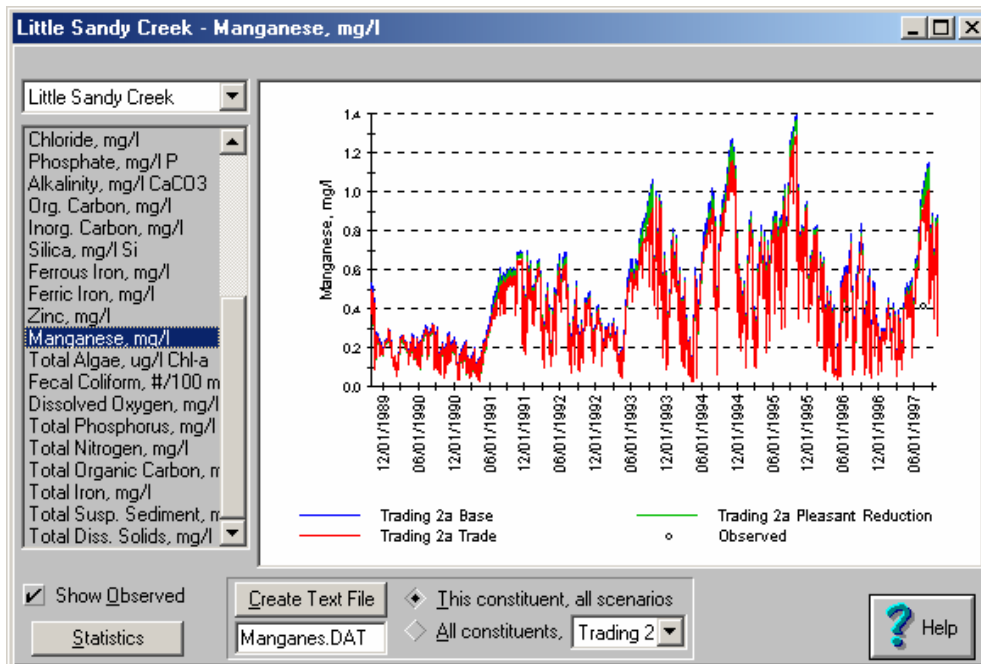 Little Sandy Creek - Manganese, mg/l
Little Sandy Creek
Chloride, mg/l
Phosphate, mg/l P
Alkalinity, mg/l CaCO3
Org. Carbon, mg/l
Inorg. Carbon, mg/l
Silica, mg/l Si
Ferrous Iron, mg/l
Ferric Iron, mg/l
Zinc, mg/l
Manganese, mg/l
Total Algae, ug/l Chl-a
Fecal Coliform, #/100 m
Dissolved Oxygen, mg/l
Total Phosphorus, mg/l
Total Nitrogen, mg/l
Total Organic Carbon, m
Total Iron, mg/l
Total Susp. Sediment, m
Total Diss. Solids, mg/l
Manganese, mg/l
1.4
1.2
1.0
0.8
0.6
0.4
0.2
0.0
12/01/1989
06/01/1990
12/01/1990
06/01/1991
12/01/1991
06/01/1992
12/01/1992
06/01/1993
12/01/1993
06/01/1994
12/01/1994
06/01/1995
12/01/1995
06/01/1996
12/01/1996
06/01/1997
Trading 2a Base
Trading 2a Pleasant Reduction
Trading 2a Trade
Observed
Show Observed
Statistics
Create Text File
Manganes.DAT
This constituent, all scenarios
All constituents,
Trading 2
Help